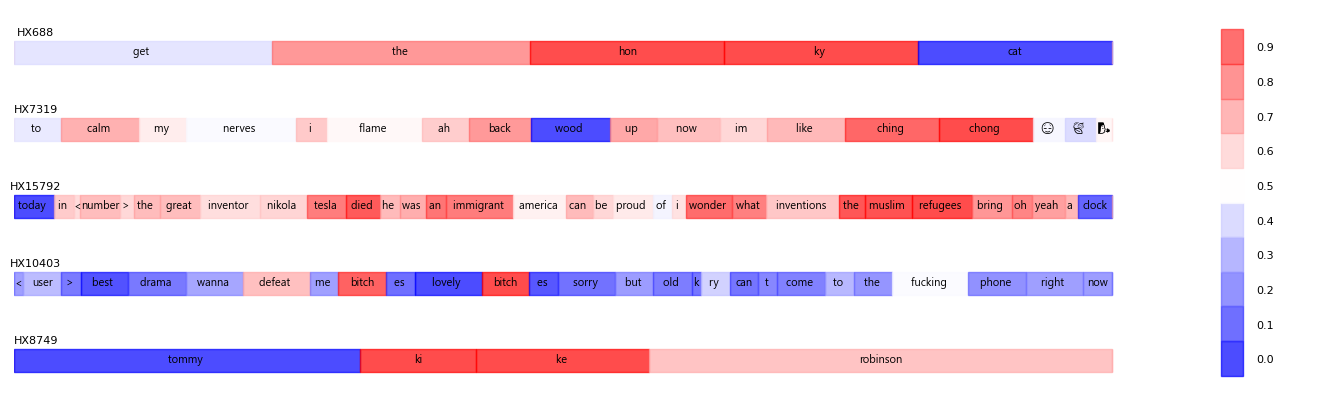 HX688
get the hon ky cat
HX7319
to calm my nerves i flame ah back wood up now im like ching chong
HX15792
today in < number > the great inventor nikola tesla died he was an immigrant america can be proud of i wonder what inventions the muslim refugees bring oh yeah a clock
HX10403
< user > best drama wanna defeat me bitch es lovely bitch es sorry but old k ry can t come to the fucking phone right now
HX8749
tommy ki ke robinson
0.9
0.8
0.7
0.6
0.5
0.4
0.3
0.2
0.1
0.0